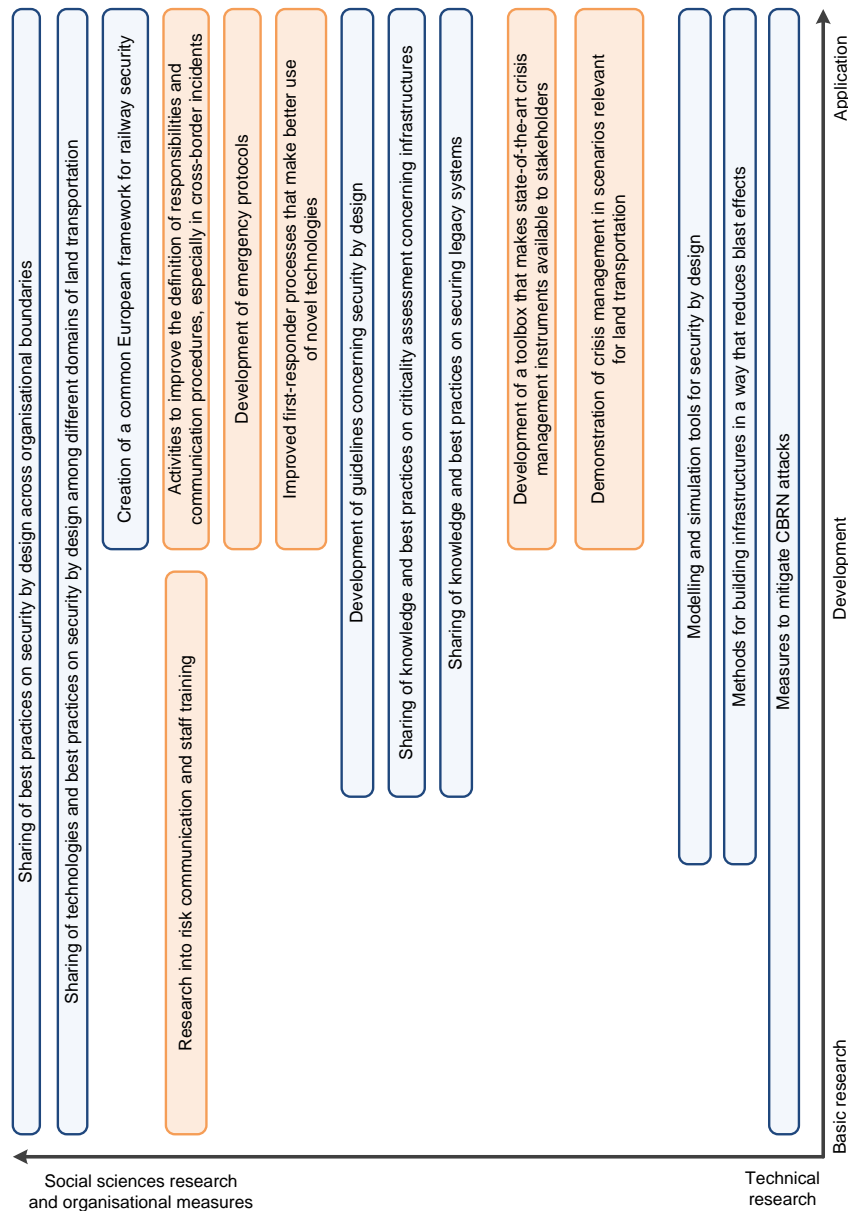 Sharing of best practices on security by design across organisational boundaries
Sharing of technologies and best practices on security by design among different domains of land transportation
Creation of a common European framework for railway security
Activities to improve the definition of responsibilities and
communication procedures, especially in cross-border incidents
Research into risk communication and staff training
Development of emergency protocols
Improved first-responder processes that make better use
of novel technologies
Development of guidelines concerning security by design
Sharing of knowledge and best practices on criticality assessment concerning infrastructures
Sharing of knowledge and best practices on securing legacy systems
Development of a toolbox that makes state-of-the-art crisis
management instruments available to stakeholders
Demonstration of crisis management in scenarios relevant
for land transportation
Modelling and simulation tools for security by design
Methods for building infrastructures in a way that reduces blast effects
Measures to mitigate CBRN attacks
Basic research
Development
Application
Social sciences research
and organisational measures
Technical
research